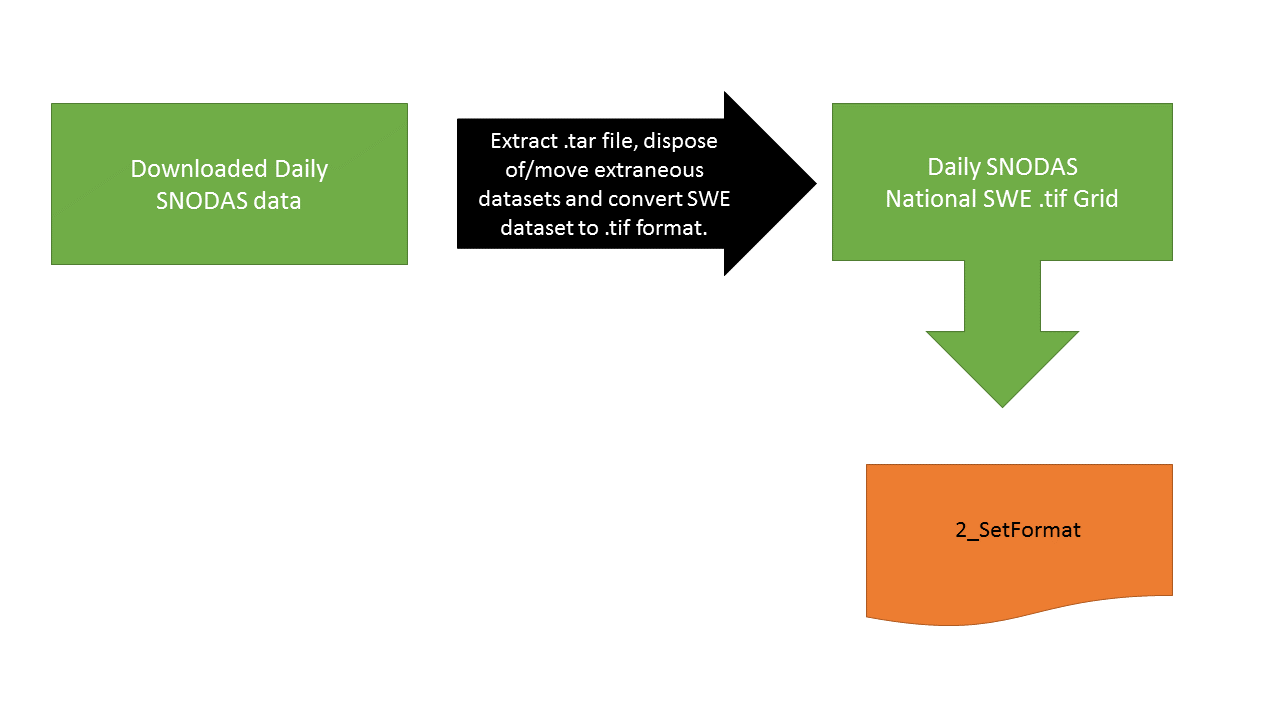 Downloaded Daily
SNODAS data
Extract .tar file, dispose
of/move extraneous
datasets and convert SWE
dataset to .tif format.
Daily SNODAS
National SWE .tif Grid
2_SetFormat